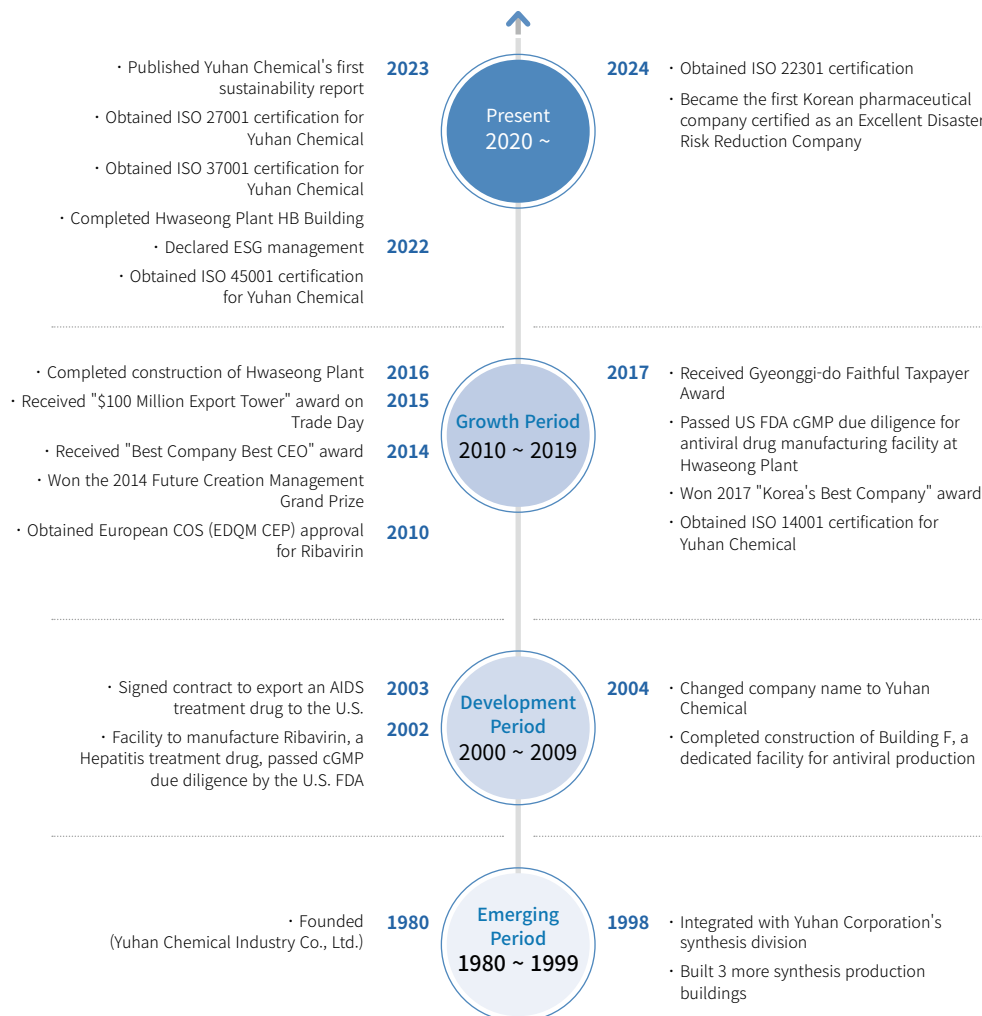 · Published Yuhan Chemical's first
sustainability report
2023
· Obtained ISO 27001 certification for
Yuhan Chemical
· Obtained ISO 37001 certification for
Yuhan Chemical
· Completed Hwaseong Plant HB Building
· Declared ESG management
2022
· Obtained ISO 45001 certification
for Yuhan Chemical
Present
2020 ~
2024
· Obtained ISO 22301 certification
· Became the first Korean pharmaceutical
company certified as an Excellent Disaster
Risk Reduction Company
· Completed construction of Hwaseong Plant
2016
· Received "$100 Million Export Tower" award on
Trade Day
2015
· Received "Best Company Best CEO" award
2014
· Won the 2014 Future Creation Management
Grand Prize
· Obtained European COS (EDQM CEP) approval
for Ribavirin
2010
Growth Period
2010 ~ 2019
2017
· Received Gyeonggi-do Faithful Taxpayer
Award
· Passed US FDA cGMP due diligence for
antiviral drug manufacturing facility at
Hwaseong Plant
· Won 2017 "Korea's Best Company" award
· Obtained ISO 14001 certification for
Yuhan Chemical
· Signed contract to export an AIDS
treatment drug to the U.S.
2003
· Facility to manufacture Ribavirin, a
Hepatitis treatment drug, passed cGMP
due diligence by the U.S. FDA
2002
Development
Period
2000 ~ 2009
2004
· Changed company name to Yuhan
Chemical
· Completed construction of Building F, a
dedicated facility for antiviral production
· Founded
(Yuhan Chemical Industry Co., Ltd.)
1980
Emerging
Period
1980 ~ 1999
1998
· Integrated with Yuhan Corporation's
synthesis division
· Built 3 more synthesis production
buildings